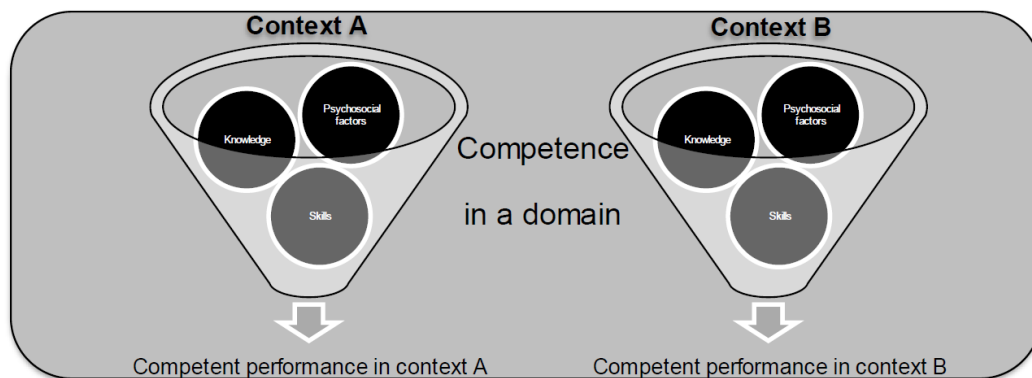 Context A
Context B
Psychosocial
factors
Knowledge
Skills
Psychosocial
factors
Knowledge
Skills
Competence
in a domain
Competent performance in context A
Competent performance in context B